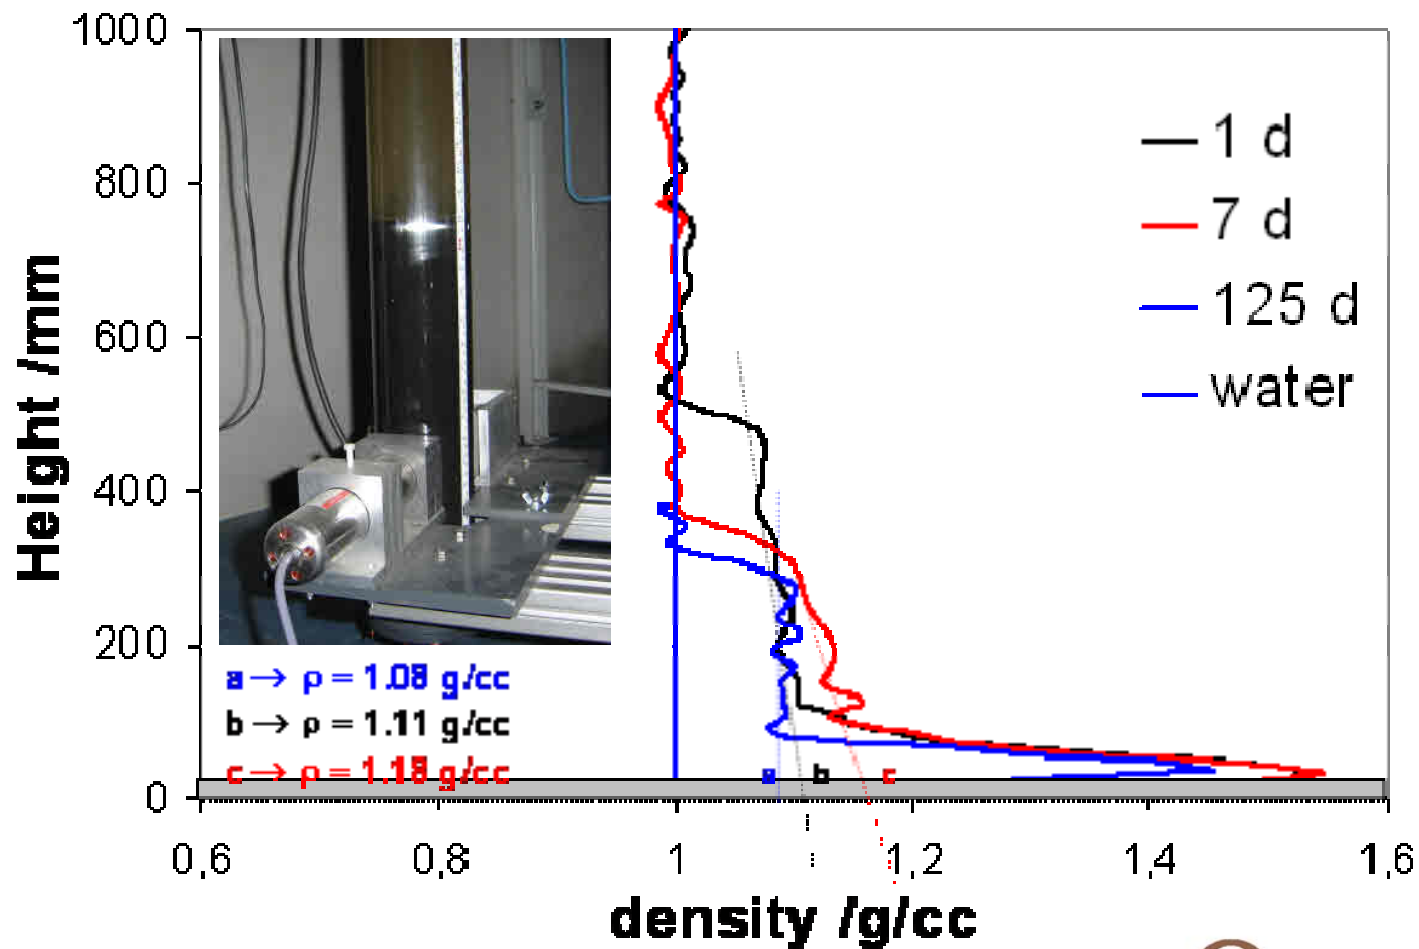 1000
800
600
400
200
0
Height /mm
1 d
7 d
125 d
water
a→ ρ = 1.08 g/cc
b→ ρ = 1.11 g/cc
c→ ρ = 1.18 g/cc
a b c
0,6 0,8 1 1,2 1,4 1,6
density /g/cc